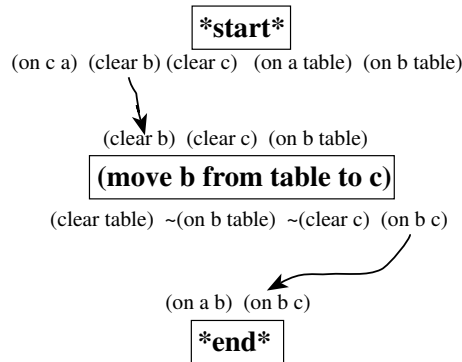 *start*
(on c a) (clear b) (clear c) (on a table) (on b table)
(clear b) (clear c) (on b table)
(move b from table to c)
(clear table) ~(on b table) ~(clear c) (on b c)
(on a b) (on b c)
*end*